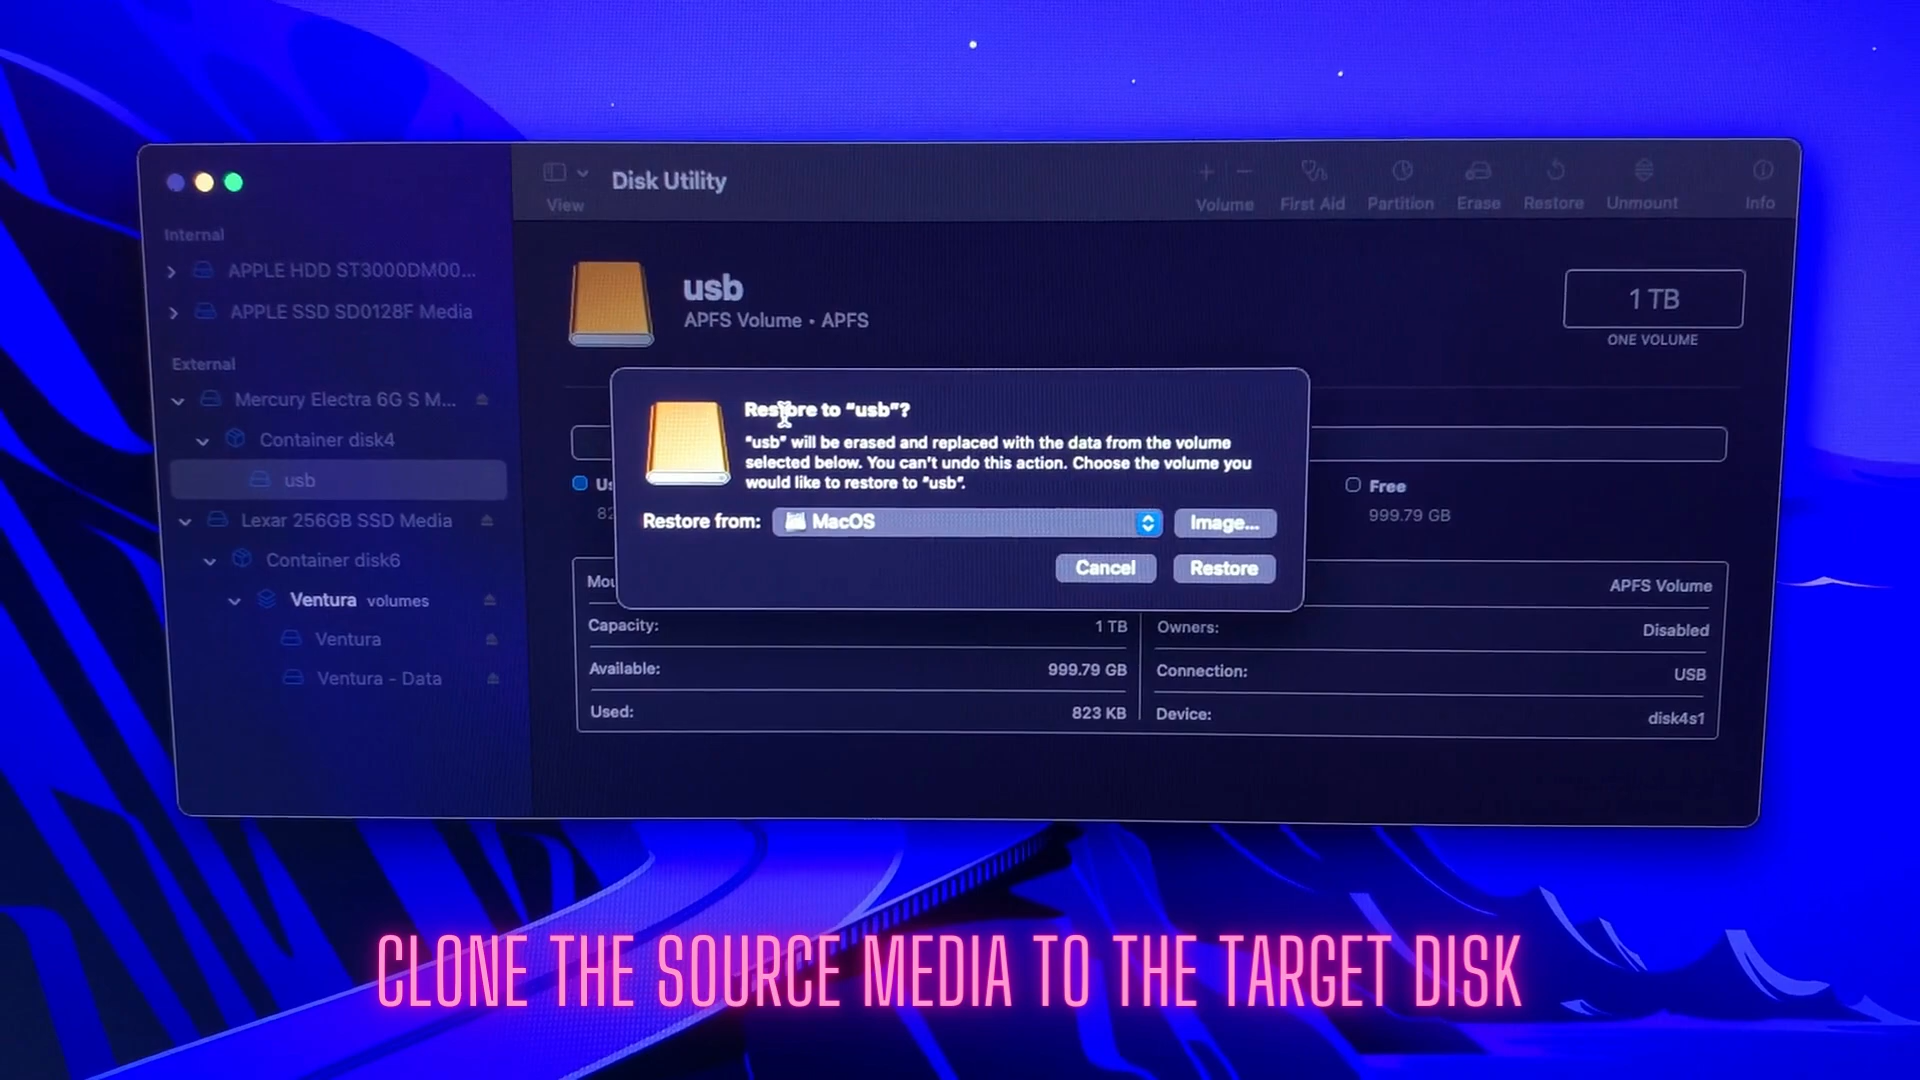 Disk Utility
View
Volume
First Aid
Partition
Erase
Restore
Unmount
Info
Internal
APPLE HDD ST3000DM00...
APPLE SSD SD0128F Media
External
Mercury Electra 6G S M...
Container disk4
usb
Lexar 256GB SSD Media
Container disk6
Ventura volumes
Ventura
Ventura - Data
usb
APFS Volume • APFS
1 TB
ONE VOLUME
Restore to “usb”?
“usb” will be erased and replaced with the data from the volume
selected below. You can’t undo this action. Choose the volume you
would like to restore to “usb”.
Restore from: MacOS Image...
Cancel Restore
Free
999.79 GB
APFS Volume
Capacity: 1 TB
Owners: Disabled
Available: 999.79 GB
Connection: USB
Used: 823 KB
Device: disk4s1
CLONE THE SOURCE MEDIA TO THE TARGET DISK